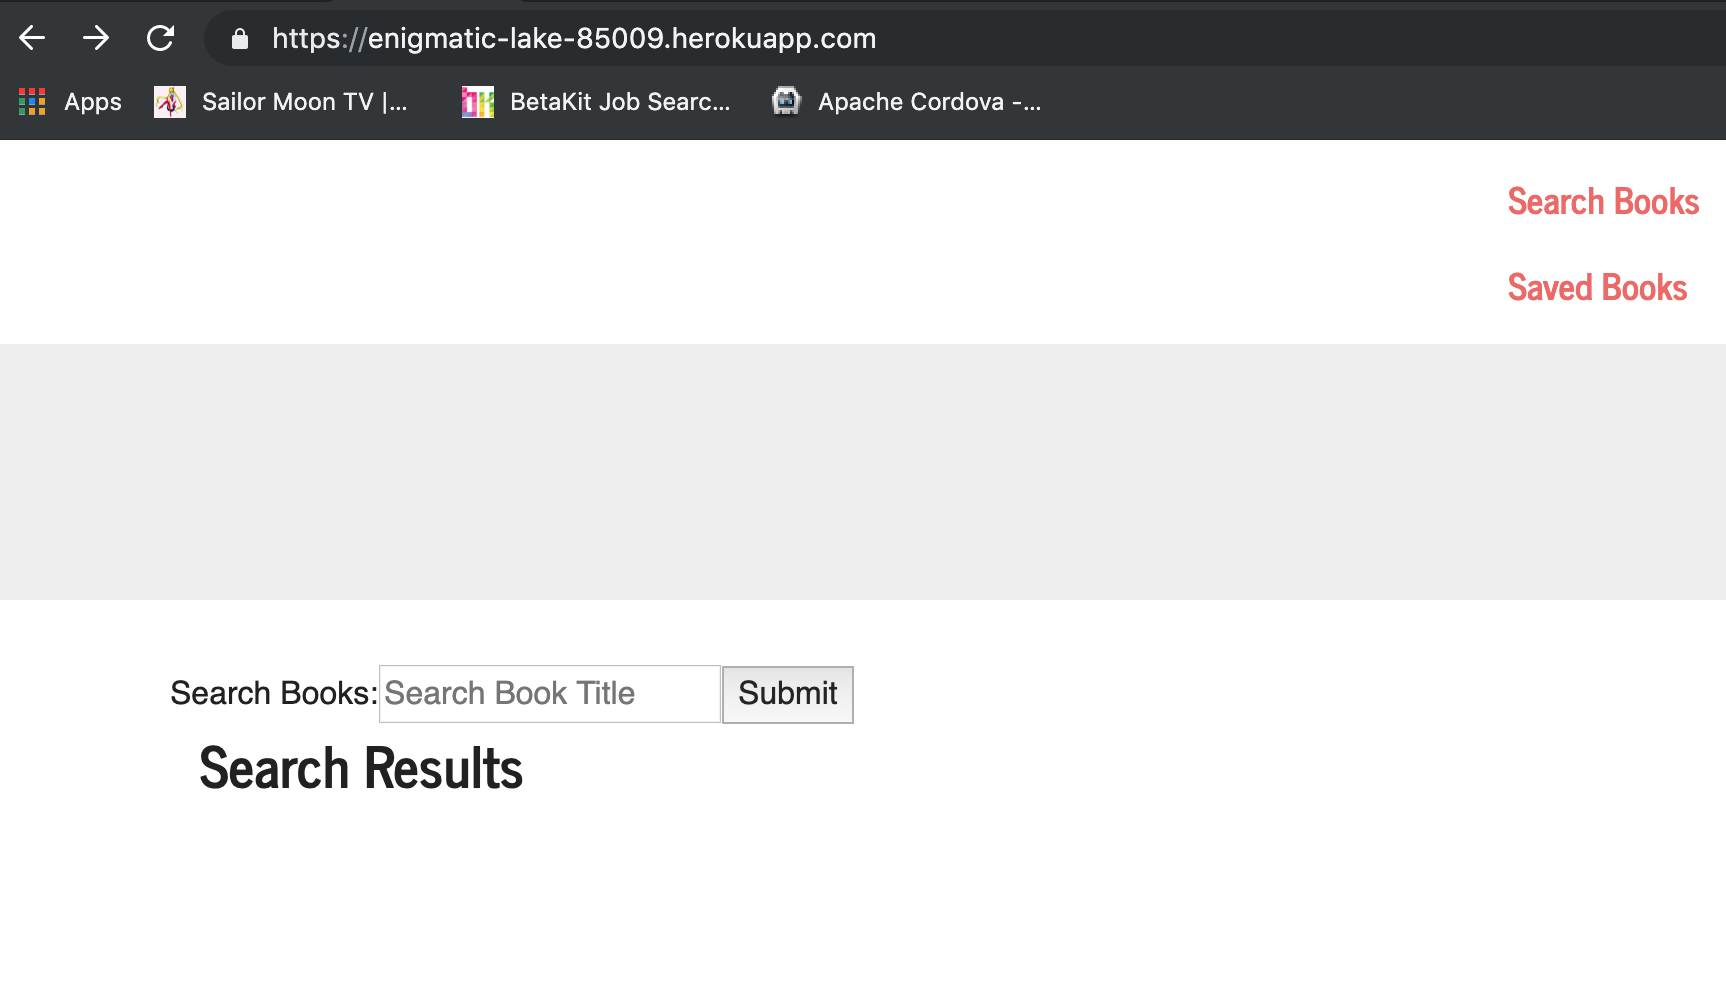 https://enigmatic-lake-85009.herokuapp.com
Apps Sailor Moon TV |... BetaKit Job Searc... Apache Cordova -...
Search Books
Saved Books
Search Books: Search Book Title Submit
Search Results